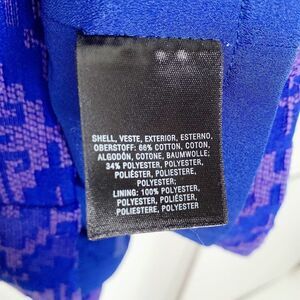 SHELL, VESTE, EXTERIOR, ESTERNO,
OBERSTOFF: 66% COTTON, COTON,
ALGODÓN, COTONE, BAUMWOLLE;
34% POLYESTER, POLYESTER,
POLIÉSTER, POLIESTERE,
POLYESTER;
LINING: 100% POLYESTER,
POLYESTER, POLIÉSTER,
POLIESTERE, POLYESTER